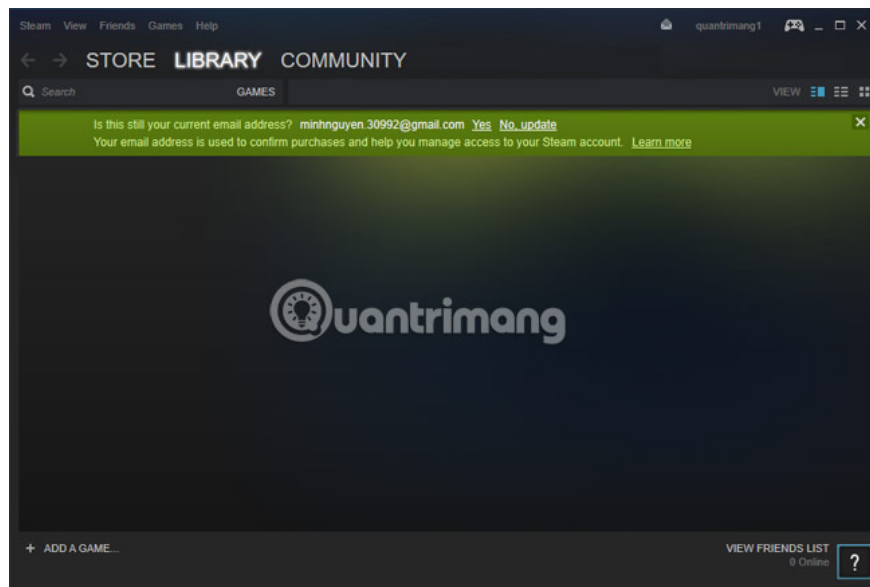 Steam View Friends Games Help quantrimang1
STORE LIBRARY COMMUNITY
Search GAMES VIEW
Is this still your current email address? minhnguyen.30992@gmail.com Yes No, update
Your email address is used to confirm purchases and help you manage access to your Steam account. Learn more
Quantrimang
+ ADD A GAME... VIEW FRIENDS LIST
0 Online ?